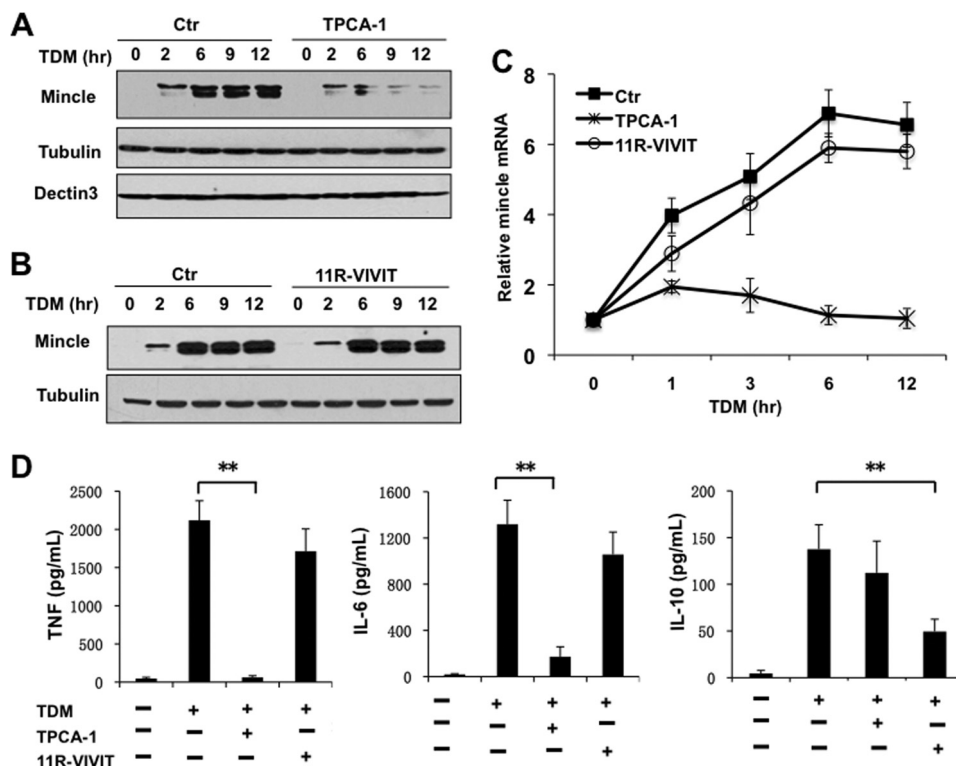 A
Ctr TPCA-1
TDM (hr) 0 2 6 9 12 0 2 6 9 12
Mincle
Tubulin
Dectin3
B
Ctr 11R-VIVIT
TDM (hr) 0 2 6 9 12 0 2 6 9 12
Mincle
Tubulin
C
Relative mincle mRNA
8
6
4
2
0
Ctr
TPCA-1
11R-VIVIT
0 1 3 6 12
TDM (hr)
D
TNF (pg/mL)
2500
2000
1500
1000
500
0
**
TDM − + + +
TPCA-1 − − + −
11R-VIVIT − − − +
IL-6 (pg/mL)
1600
1200
800
400
0
**
− + + +
− − + −
− − − +
IL-10 (pg/mL)
200
150
100
50
0
**
− + + +
− − + −
− − − +